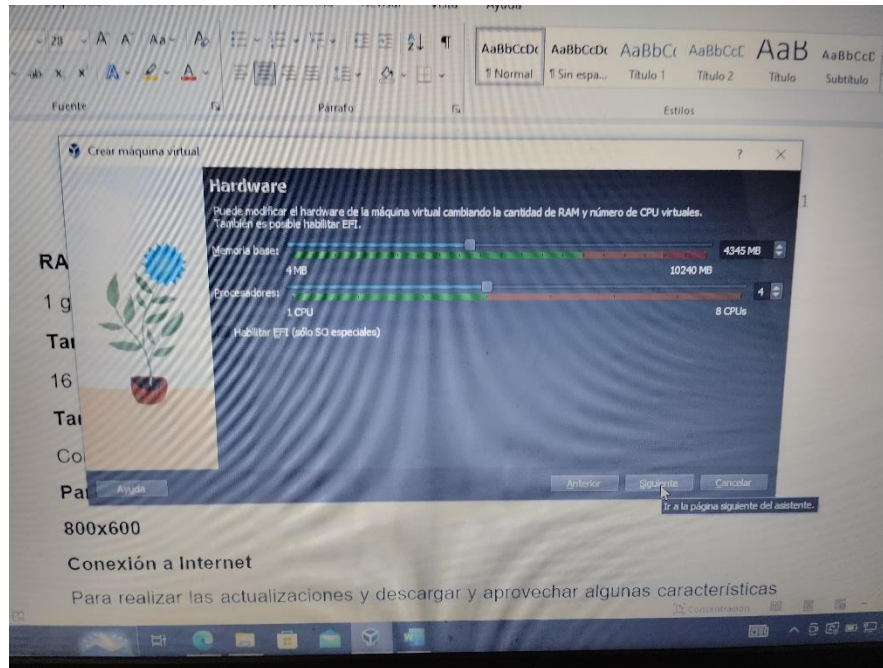 Ayuda
28
Aa
AaBbCcDc AaBbCcDc AaBbCc AaBbCcC AaB AaBbCcC
¶ Normal ¶ Sin espa... Título 1 Título 2 Título Subtítulo
Fuente Párrafo Estilos
Crear máquina virtual ? ×
1
Hardware
Puede modificar el hardware de la máquina virtual cambiando la cantidad de RAM y número de CPU virtuales.
También es posible habilitar EFI.
Memoria base: 4345 MB
4 MB 10240 MB
Procesadores: 4
1 CPU 8 CPUs
Habilitar EFI (sólo SO especiales)
RA
1 g
Ta
16
Ta
Co
Pa
Ayuda Anterior Siguiente Cancelar
Ir a la página siguiente del asistente.
800x600
Conexión a Internet
Para realizar las actualizaciones y descargar y aprovechar algunas características
Concentración